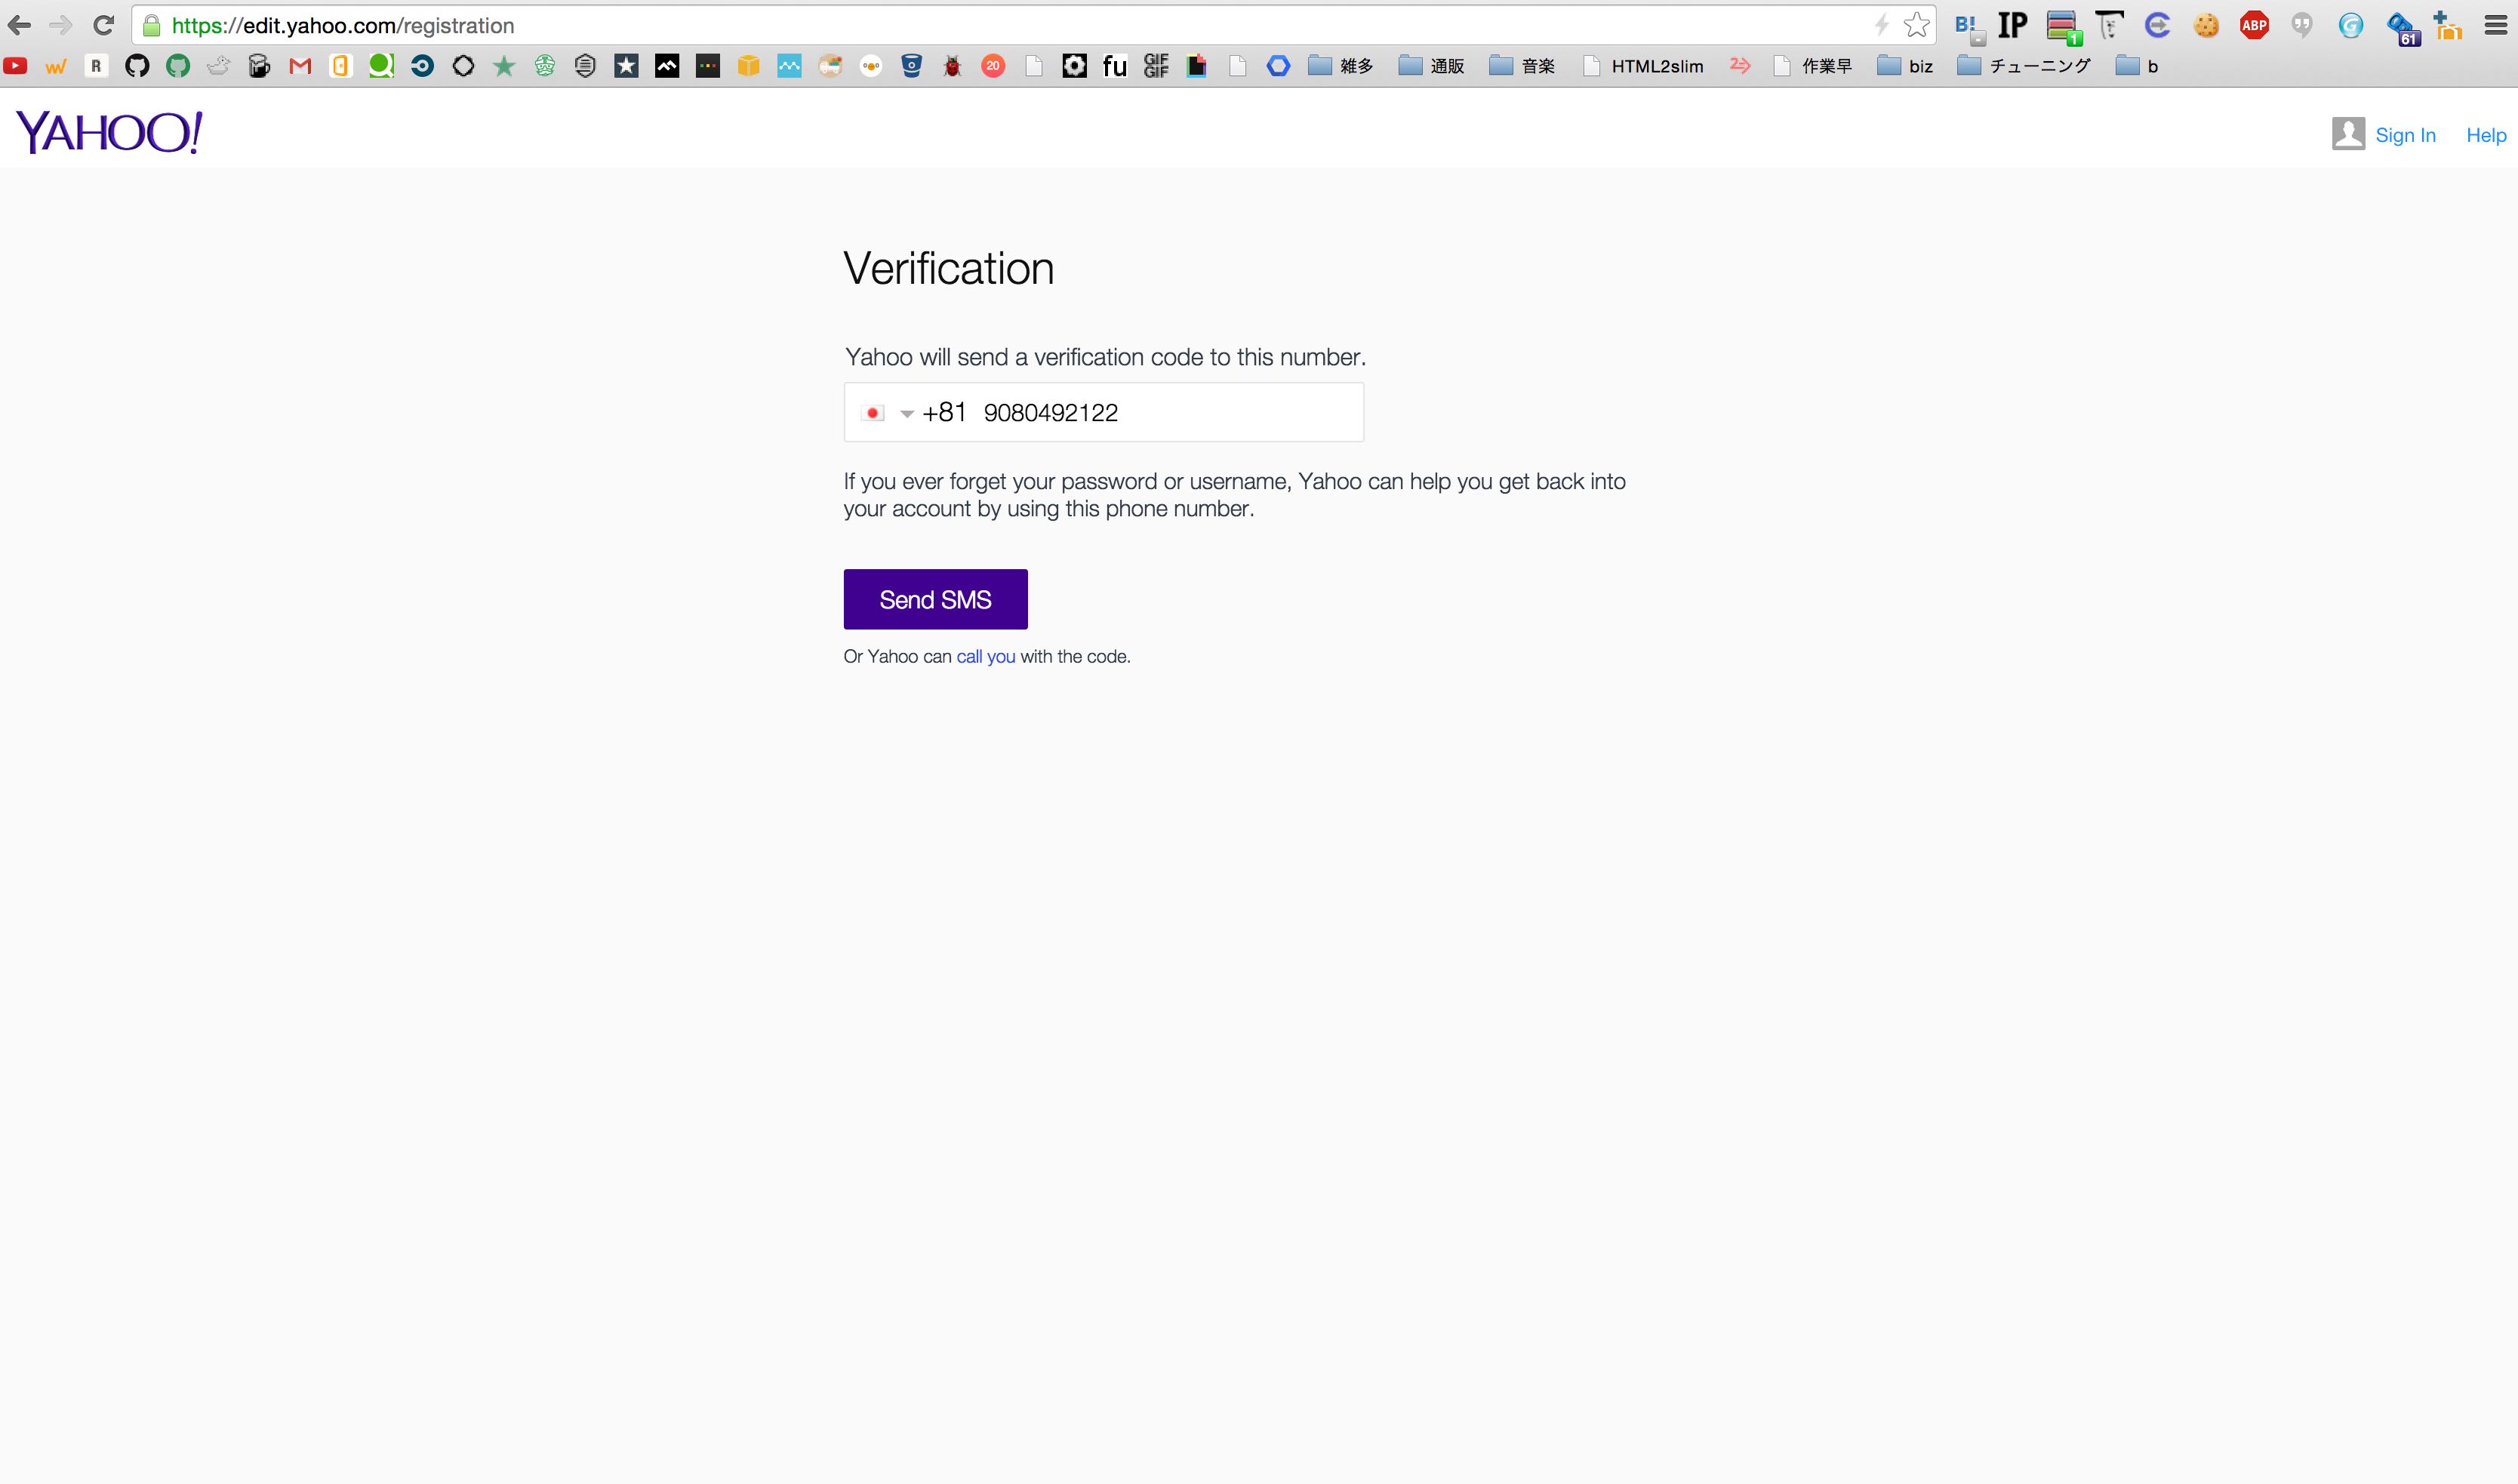 https://edit.yahoo.com/registration
B! IP 1 ABP 61
R 20 fu GIF GIF 雑多 通販 音楽 HTML2slim 作業早 biz チューニング b
YAHOO!
Sign In Help
Verification
Yahoo will send a verification code to this number.
+81 9080492122
If you ever forget your password or username, Yahoo can help you get back into
your account by using this phone number.
Send SMS
Or Yahoo can call you with the code.